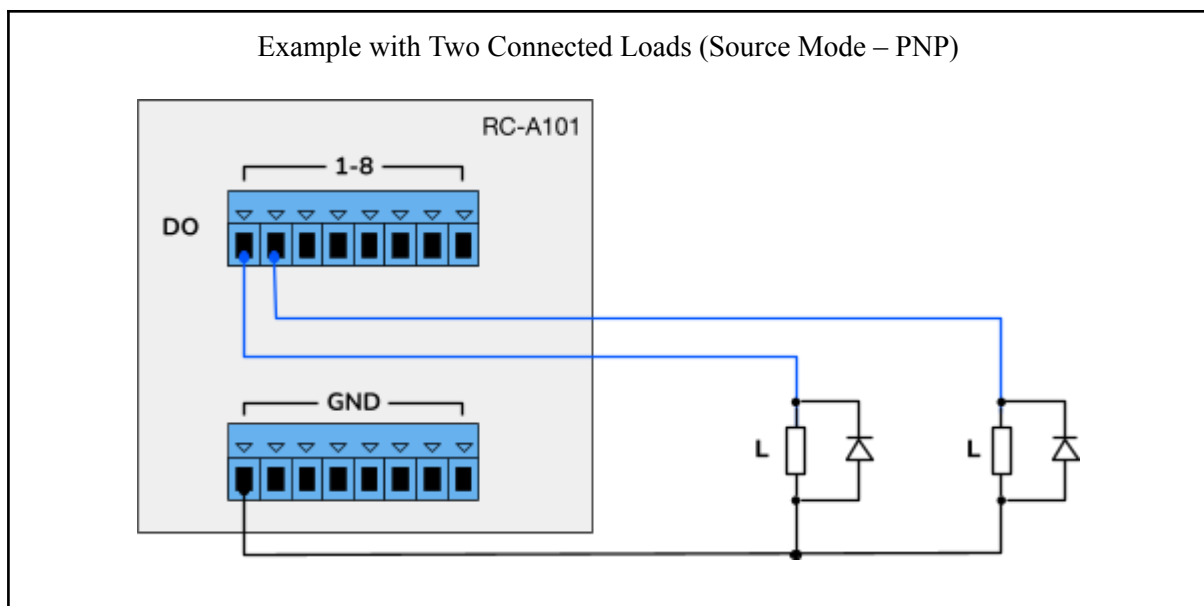 Example with Two Connected Loads (Source Mode – PNP)
RC-A101
1-8
DO
GND
L
L